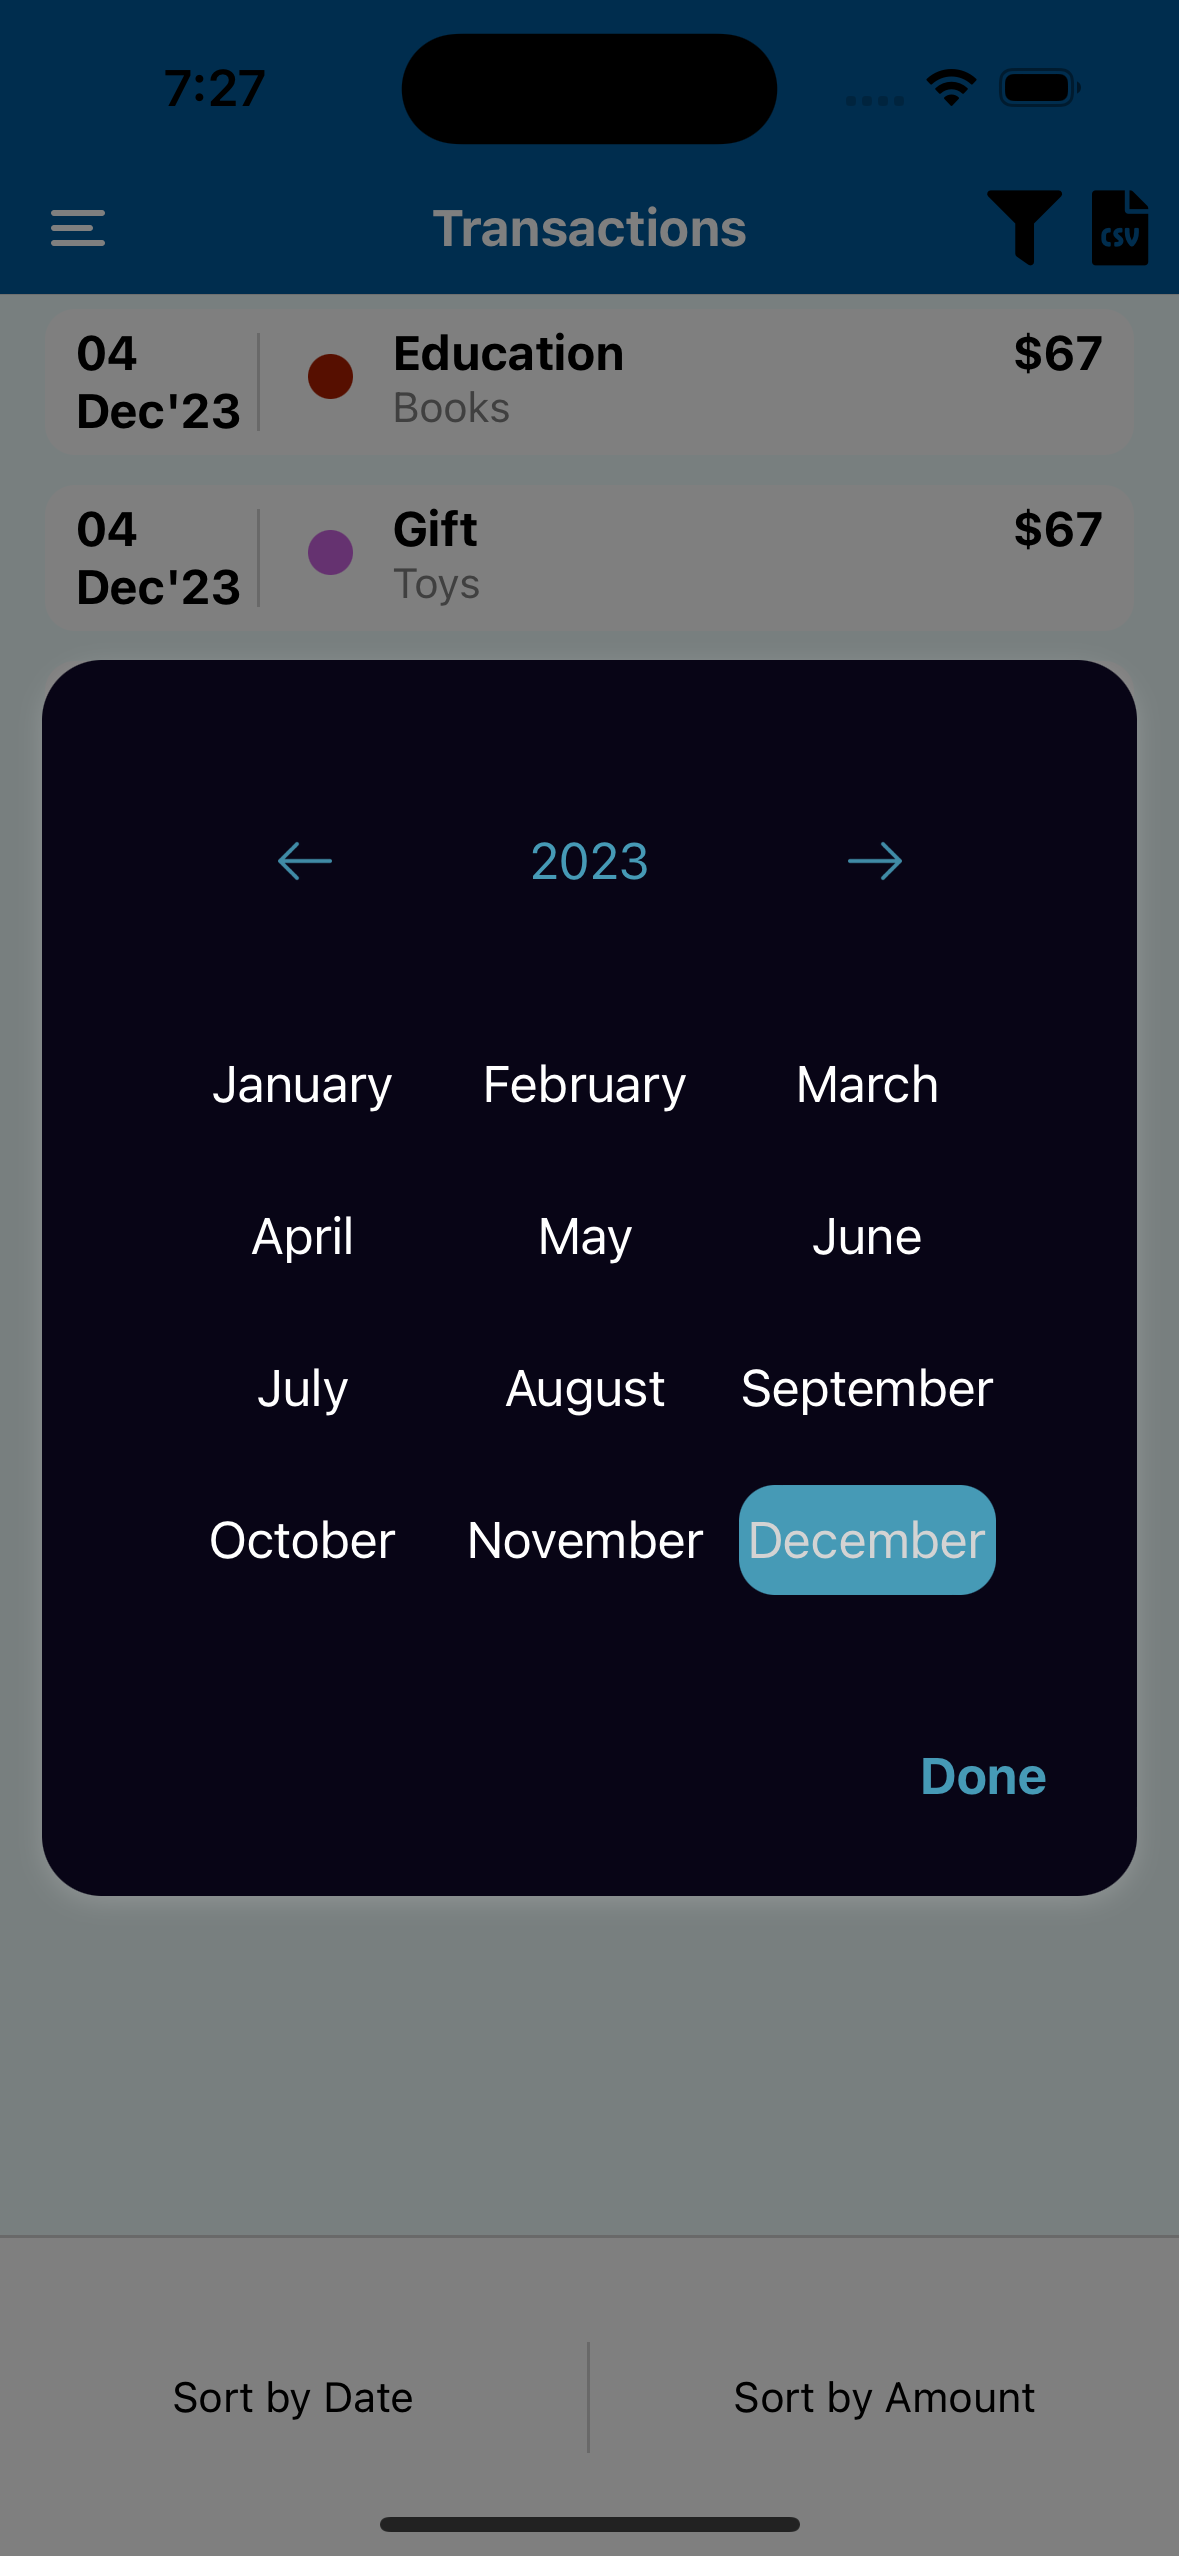 7:27
Transactions
CSV
04
Dec'23
Education
Books
$67
04
Dec'23
Gift
Toys
$67
2023
January February March
April May June
July August September
October November December
Done
Sort by Date Sort by Amount